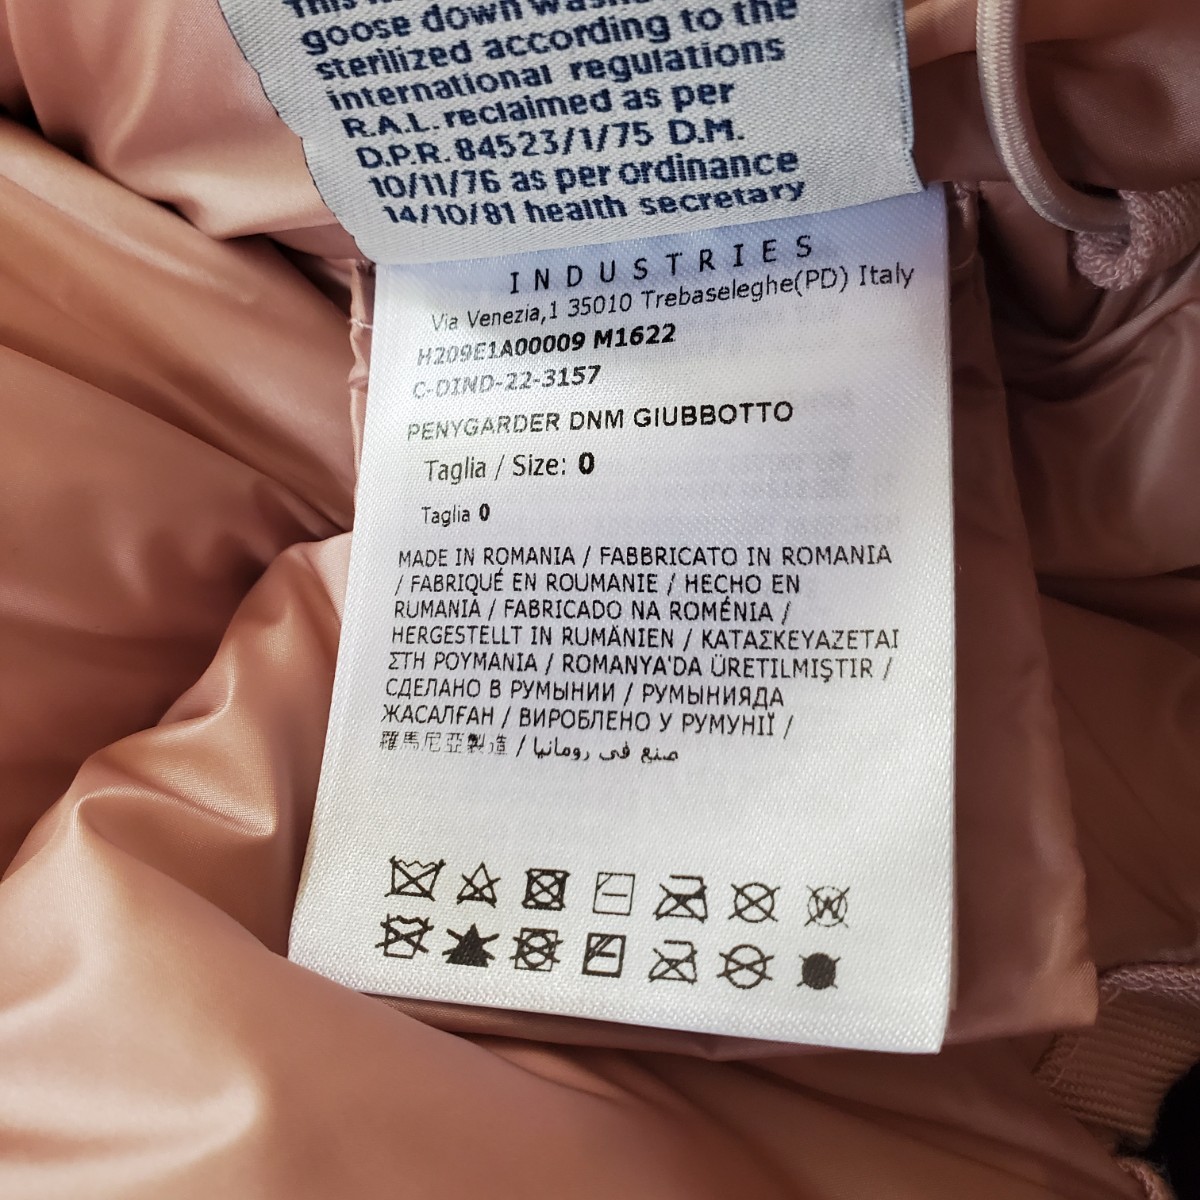 goose down
sterilized according to the
international regulations
R.A.L. reclaimed as per
D.P.R. 84523/1/75 D.M.
10/11/76 as per ordinance
14/10/81 health secretary
INDUSTRIES
Via Venezia,1 35010 Trebaseleghe(PD) Italy
H209E1A00009 M1622
C-DIND-22-3157
PENYGARDER DNM GIUBBOTTO
Taglia / Size: 0
Taglia 0
MADE IN ROMANIA / FABBRICATO IN ROMANIA
/ FABRIQUÉ EN ROUMANIE / HECHO EN
RUMANIA / FABRICADO NA ROMÉNIA /
HERGESTELLT IN RUMÄNIEN / ΚΑΤΑΣΚΕΥΑΖΕΤΑΙ
ΣΤΗ ΡΟΥΜΑΝΙΑ / ROMANYA'DA ÜRETILMIŞTIR /
СДЕЛАНО В РУМЫНИИ / РУМЫНИЯДА
ЖАСАЛҒАН / ВИРОБЛЕНО У РУМУНІЇ /
羅馬尼亞製造 / صنع في رومانيا